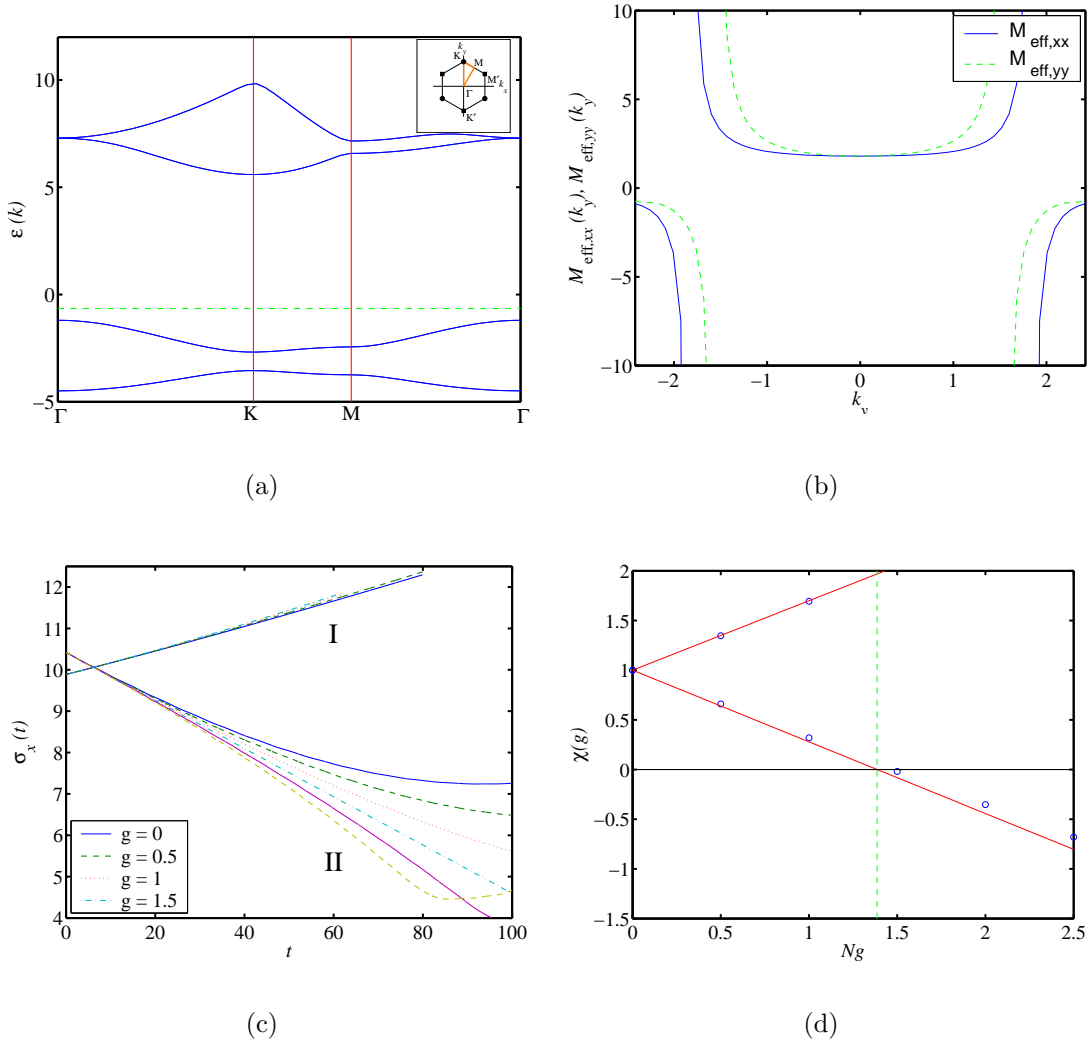 10
5
0
−5
ε(k)
Γ K M Γ
k_y
K M
M′ k_x
Γ
K′
(a)
10
5
0
−5
−10
M_eff,xx(k_y), M_eff,yy(k_y)
M_eff,xx
M_eff,yy
−2 −1 0 1 2
k_y
(b)
12
11
10
9
8
7
6
5
4
σ_x(t)
I
II
g = 0
g = 0.5
g = 1
g = 1.5
0 20 40 60 80 100
t
(c)
2
1.5
1
0.5
0
−0.5
−1
−1.5
χ(g)
0 0.5 1 1.5 2 2.5
Ng
(d)